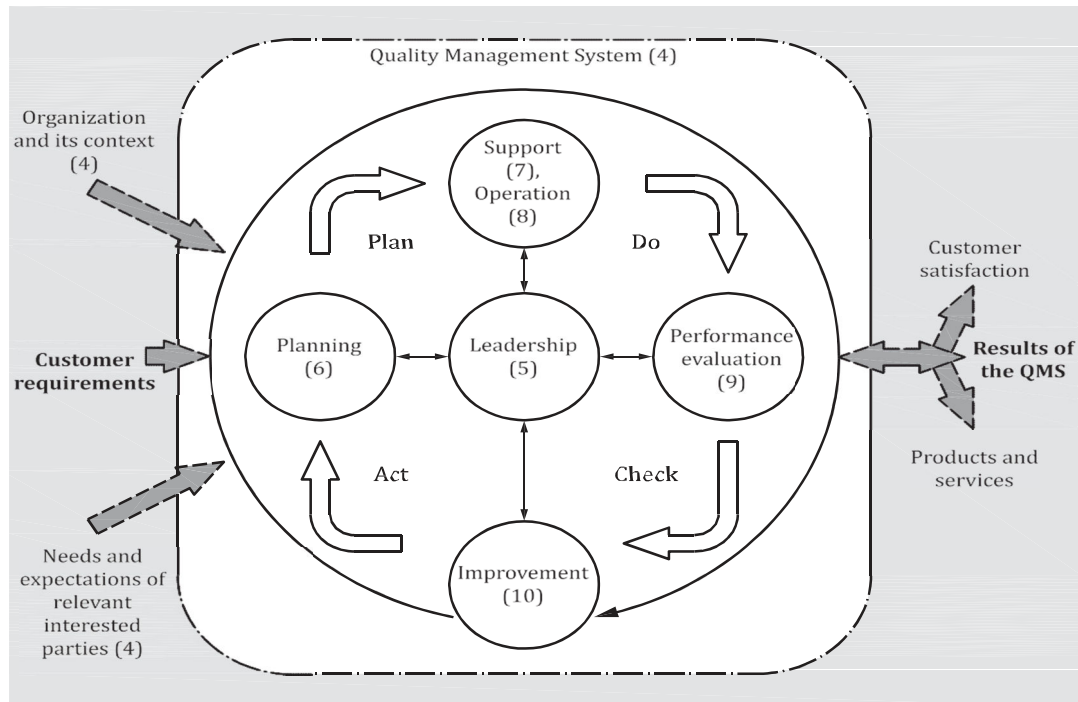 Quality Management System (4)
Organization
and its context
(4)
Support
(7),
Operation
(8)
Plan
Do
Customer
satisfaction
Customer
requirements
Planning
(6)
Leadership
(5)
Performance
evaluation
(9)
Results of
the QMS
Act
Check
Products and
services
Needs and
expectations of
relevant
interested
parties (4)
Improvement
(10)